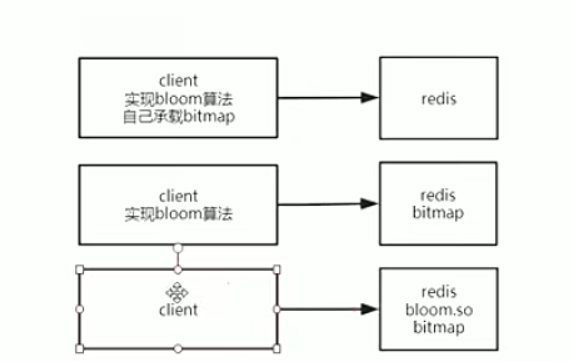 client
实现bloom算法
自己承载bitmap
redis
client
实现bloom算法
redis
bitmap
client
redis
bloom.so
bitmap